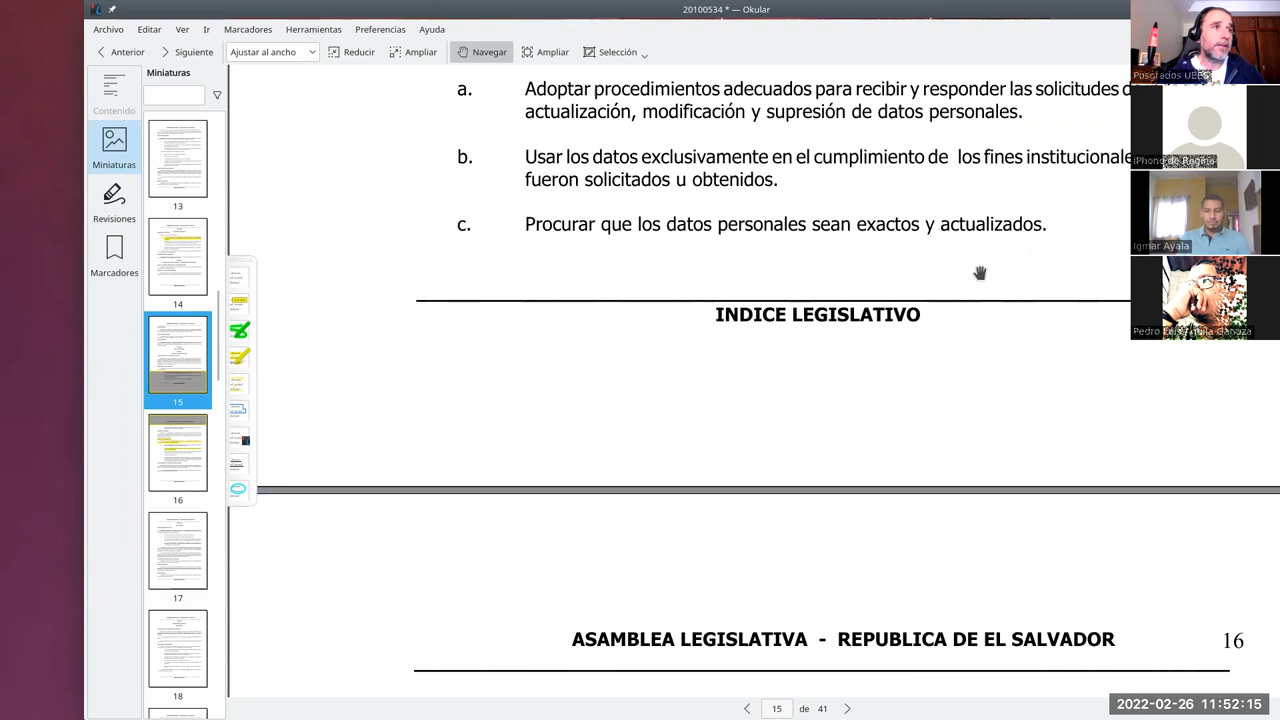 20100534 * — Okular
Archivo Editar Ver Ir Marcadores Herramientas Preferencias Ayuda
Anterior Siguiente Ajustar al ancho Reducir Ampliar Navegar Ampliar Selección
Contenido
Miniaturas
Revisiones
Marcadores
Miniaturas
13
14
15
16
17
18
a. Adoptar procedimientos adecuados para recibir y responder las solicitudes
actualización, modificación y supresión de datos personales.
b. Usar los datos exclusivamente en el cumplimiento de los fines
fueron solicitados u obtenidos.
c. Procurar que los datos personales sean exactos y actualizados.
INDICE LEGISLATIVO
ASAMBLEA LEGISLATIVA - REPUBLICA DE EL SALVADOR 16
15 de 41
Posgrados
iPhone de Regina
Igmar Ayala
Pedro
2022-02-26 11:52:15